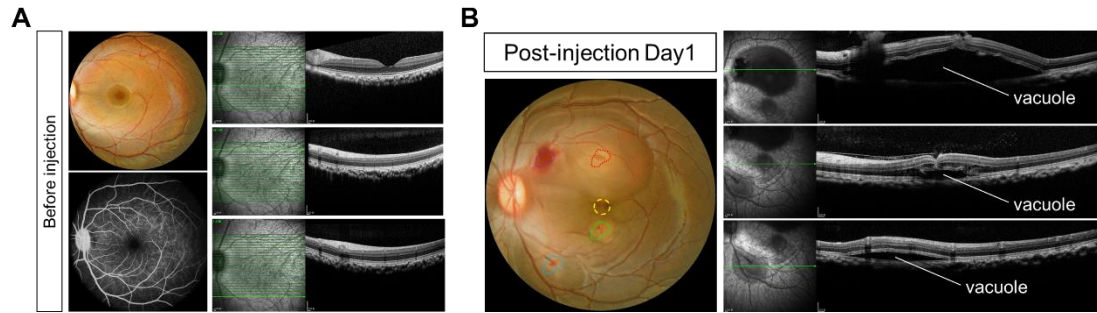 A
Before injection
B
Post-injection Day1
vacuole
vacuole
vacuole